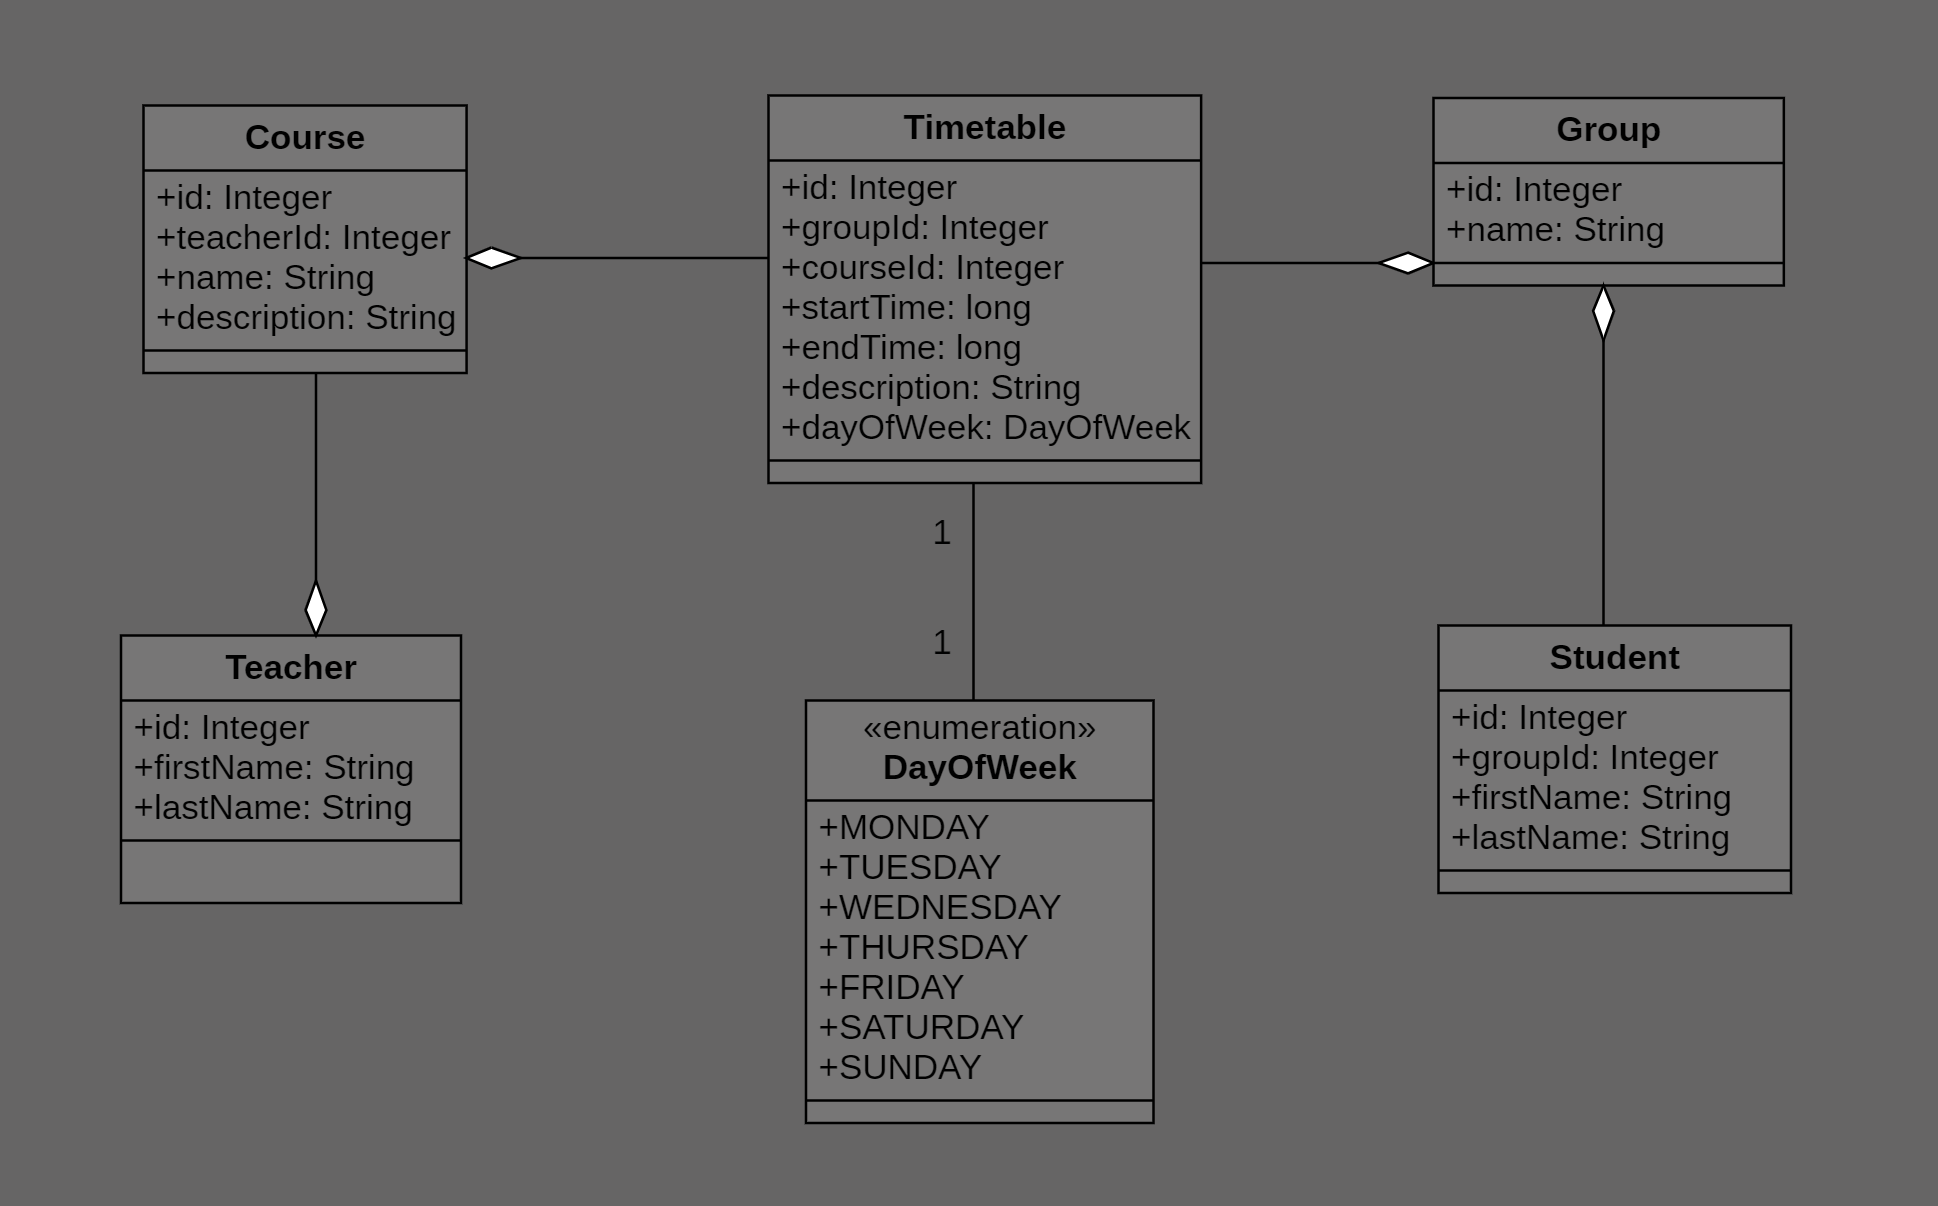 Course
+id: Integer
+teacherId: Integer
+name: String
+description: String
Timetable
+id: Integer
+groupId: Integer
+courseId: Integer
+startTime: long
+endTime: long
+description: String
+dayOfWeek: DayOfWeek
Group
+id: Integer
+name: String
1
1
Teacher
+id: Integer
+firstName: String
+lastName: String
«enumeration»
DayOfWeek
+MONDAY
+TUESDAY
+WEDNESDAY
+THURSDAY
+FRIDAY
+SATURDAY
+SUNDAY
Student
+id: Integer
+groupId: Integer
+firstName: String
+lastName: String